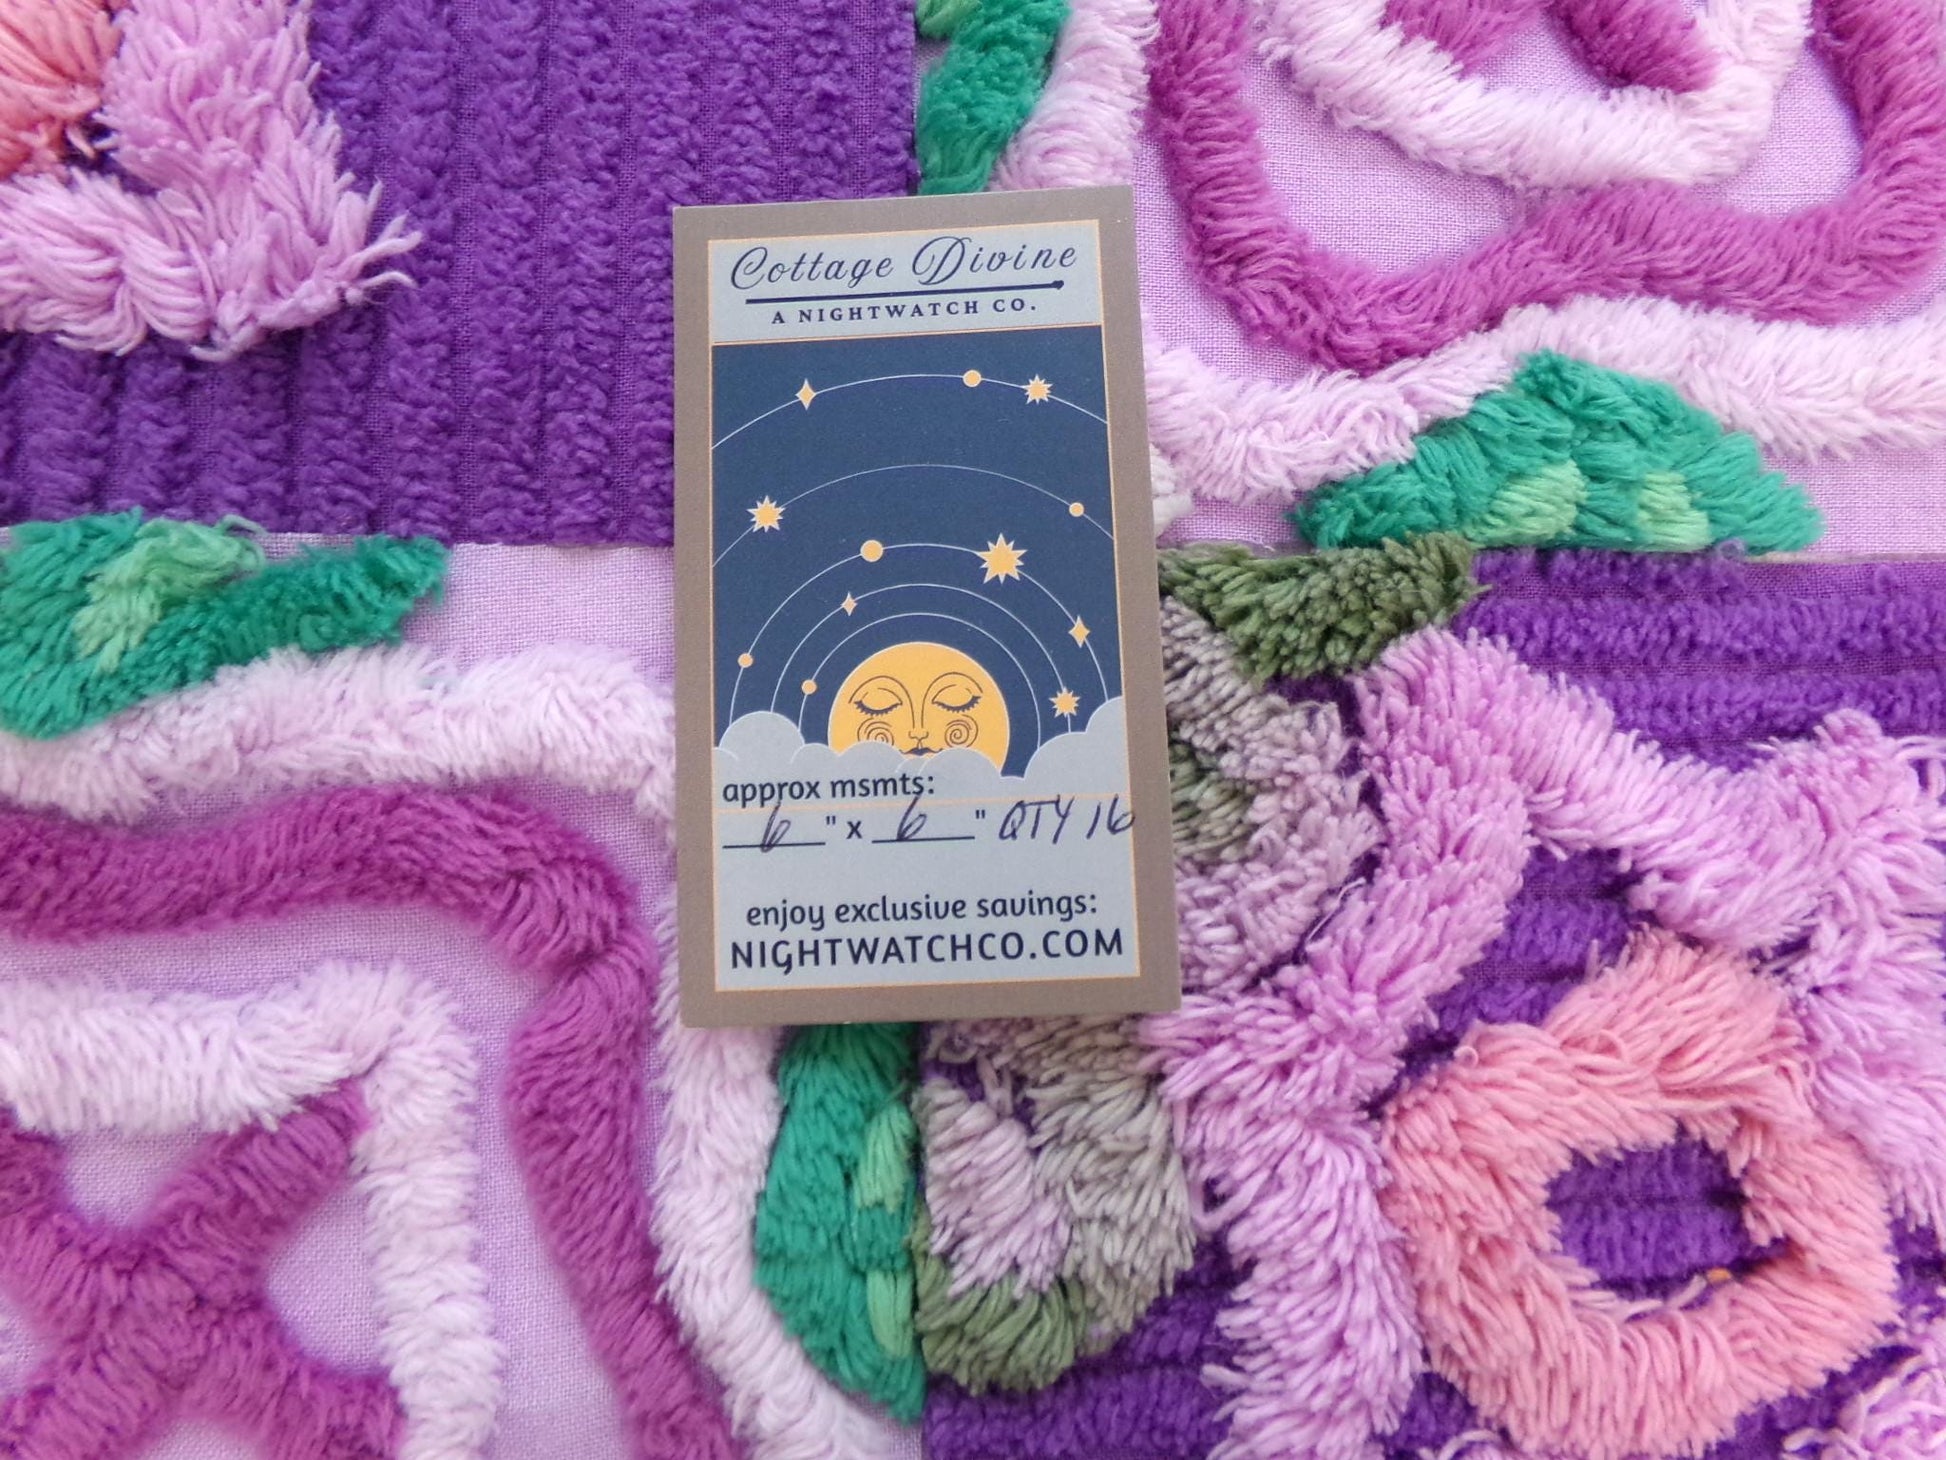 Cottage Divine
A NIGHTWATCH CO.
approx msmts:
6 " x 6 " QTY 16
enjoy exclusive savings:
NIGHTWATCHCO.COM